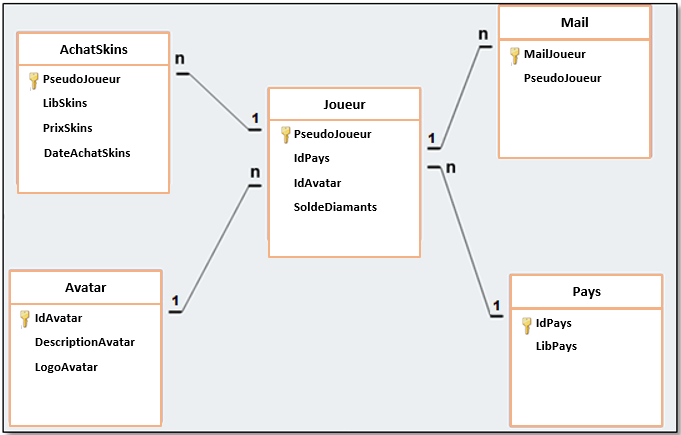 AchatSkins
PseudoJoueur
LibSkins
PrixSkins
DateAchatSkins
n
1
Joueur
PseudoJoueur
IdPays
IdAvatar
SoldeDiamants
n
1
Mail
MailJoueur
PseudoJoueur
n
1
Avatar
IdAvatar
DescriptionAvatar
LogoAvatar
n
1
Pays
IdPays
LibPays